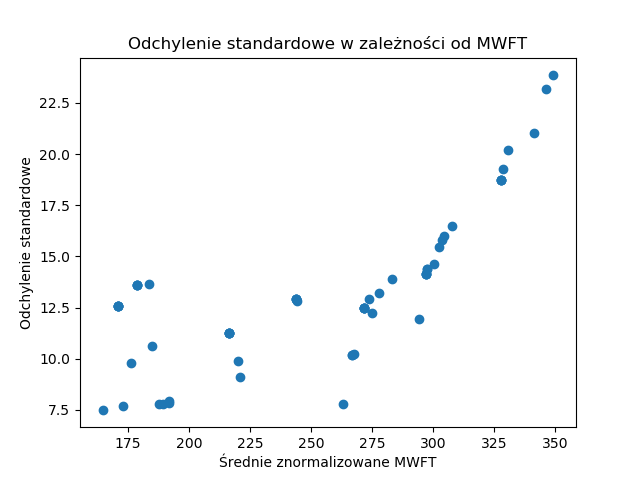 Odchylenie standardowe w zależności od MWFT
Odchylenie standardowe
22.5
20.0
17.5
15.0
12.5
10.0
7.5
175 200 225 250 275 300 325 350
Średnie znormalizowane MWFT